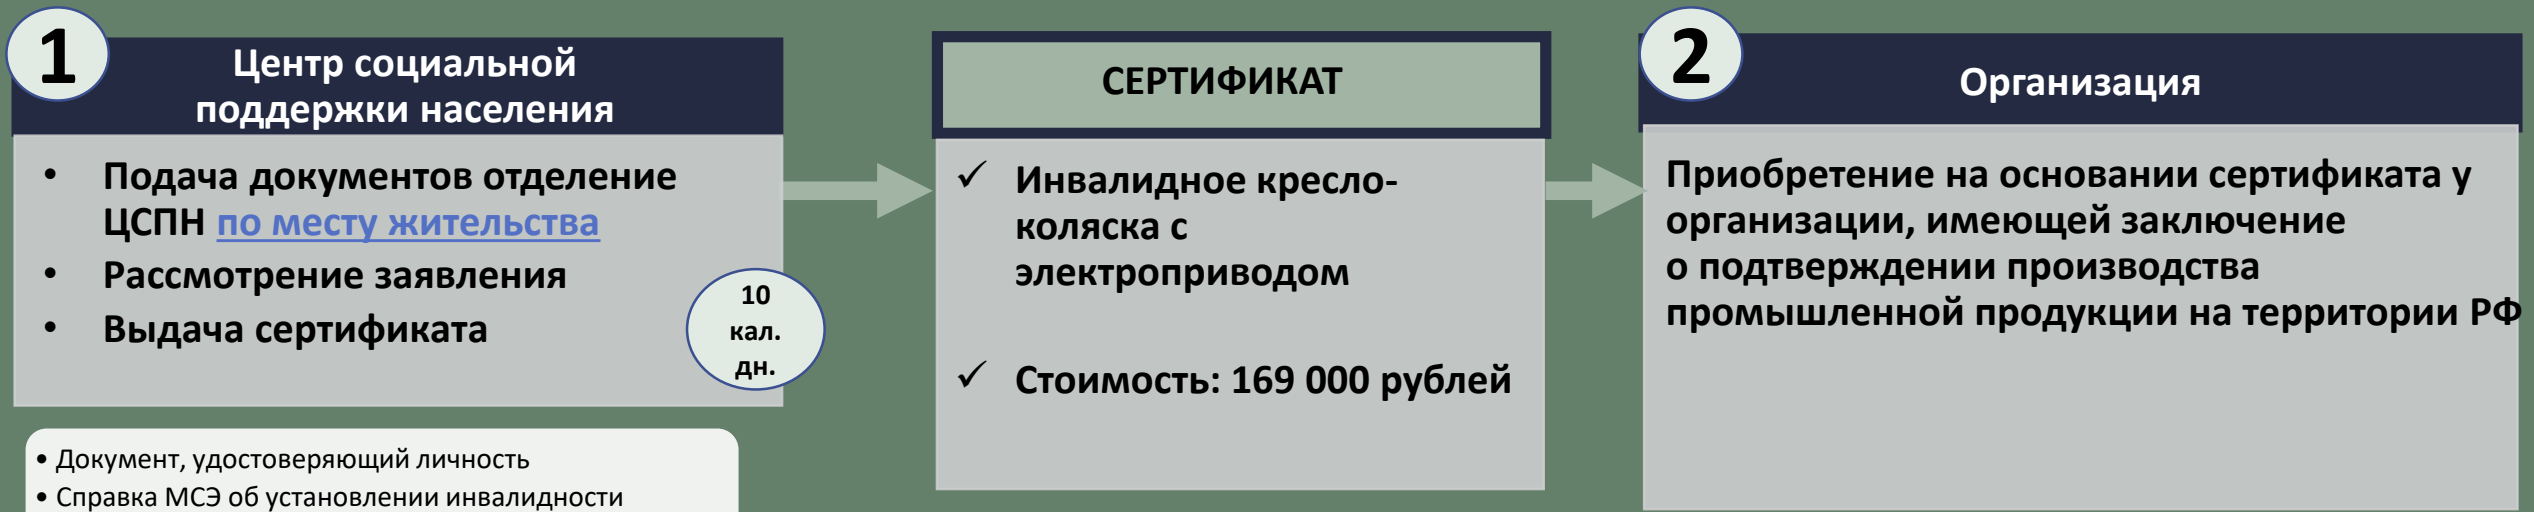 1
Центр социальной
поддержки населения
• Подача документов отделение
ЦСПН по месту жительства
• Рассмотрение заявления
• Выдача сертификата
10
кал.
дн.
• Документ, удостоверяющий личность
• Справка МСЭ об установлении инвалидности
СЕРТИФИКАТ
✓ Инвалидное кресло-
коляска с
электроприводом
✓ Стоимость: 169 000 рублей
2
Организация
Приобретение на основании сертификата у
организации, имеющей заключение
о подтверждении производства
промышленной продукции на территории РФ